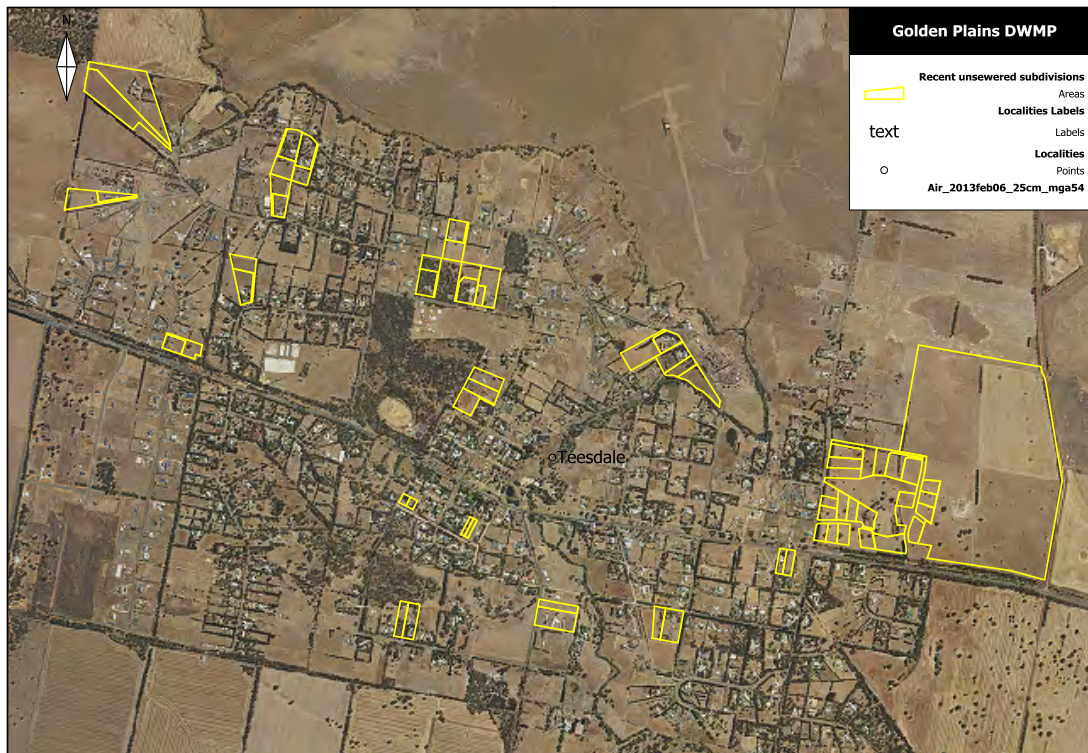 N
Golden Plains DWMP
Recent unsewered subdivisions
Areas
Localities Labels
text
Labels
Localities
Points
Air_2013feb06_25cm_mga54
Teesdale